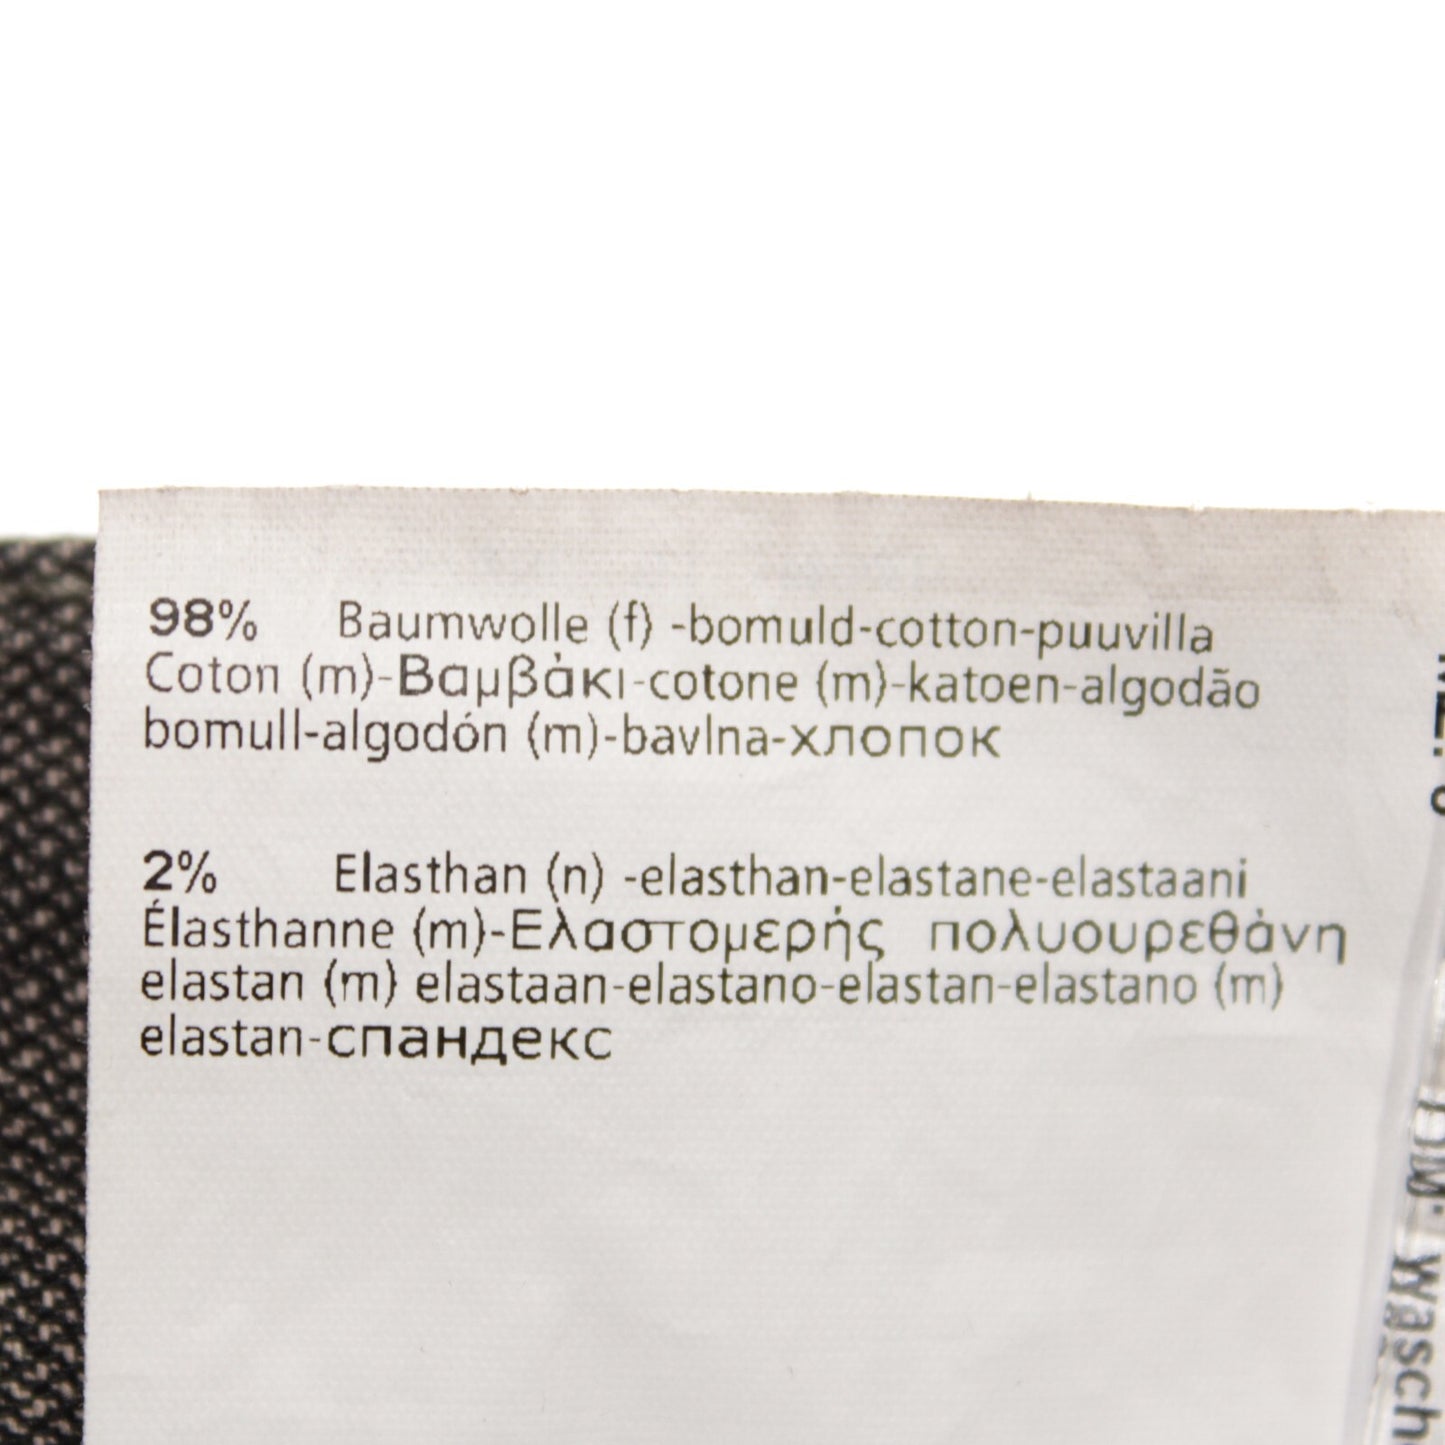 98% Baumwolle (f) -bomuld-cotton-puuvilla
Coton (m)-Βαμβάκι-cotone (m)-katoen-algodão
bomull-algodón (m)-bavlna-хлопок
2% Elasthan (n) -elasthan-elastane-elastaani
Élasthanne (m)-Ελαστομερής πολυουρεθάνη
elastan (m) elastaan-elastano-elastan-elastano (m)
elastan-спандекс